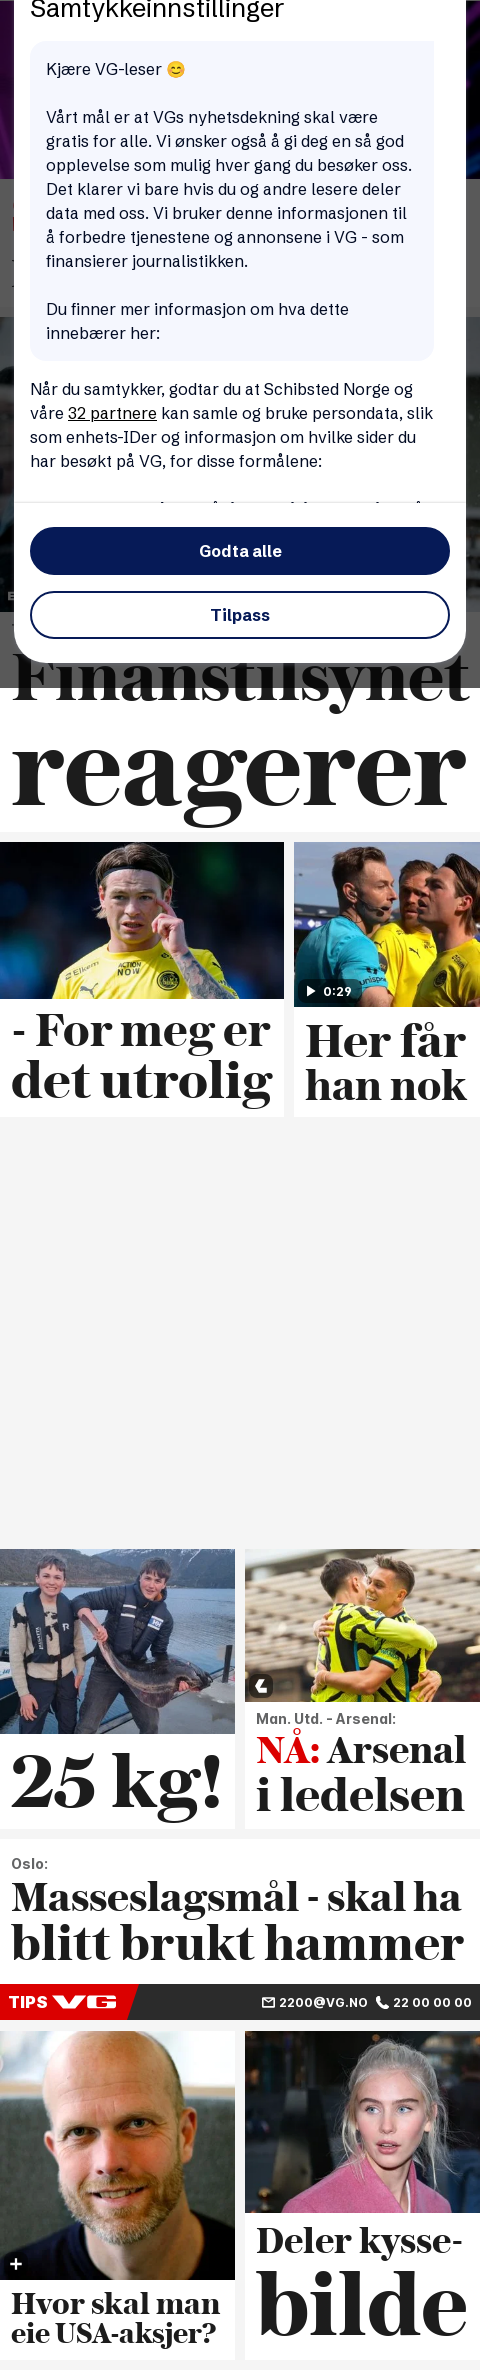 Samtykkeinnstillinger
Kjære VG-leser 😊
Vårt mål er at VGs nyhetsdekning skal være
gratis for alle. Vi ønsker også å gi deg en så god
opplevelse som mulig hver gang du besøker oss.
Det klarer vi bare hvis du og andre lesere deler
data med oss. Vi bruker denne informasjonen til
å forbedre tjenestene og annonsene i VG - som
finansierer journalistikken.
Du finner mer informasjon om hva dette
innebærer her:
Når du samtykker, godtar du at Schibsted Norge og
våre 32 partnere kan samle og bruke persondata, slik
som enhets-IDer og informasjon om hvilke sider du
har besøkt på VG, for disse formålene:
Godta alle
Tilpass
Finanstilsynet
reagerer
- For meg er
det utrolig
0:29
Her får
han nok
25 kg!
Man. Utd. - Arsenal:
NÅ: Arsenal
i ledelsen
Oslo:
Masseslagsmål - skal ha
blitt brukt hammer
TIPS VG 2200@VG.NO 22 00 00 00
Hvor skal man
eie USA-aksjer?
Deler kysse-
bilde